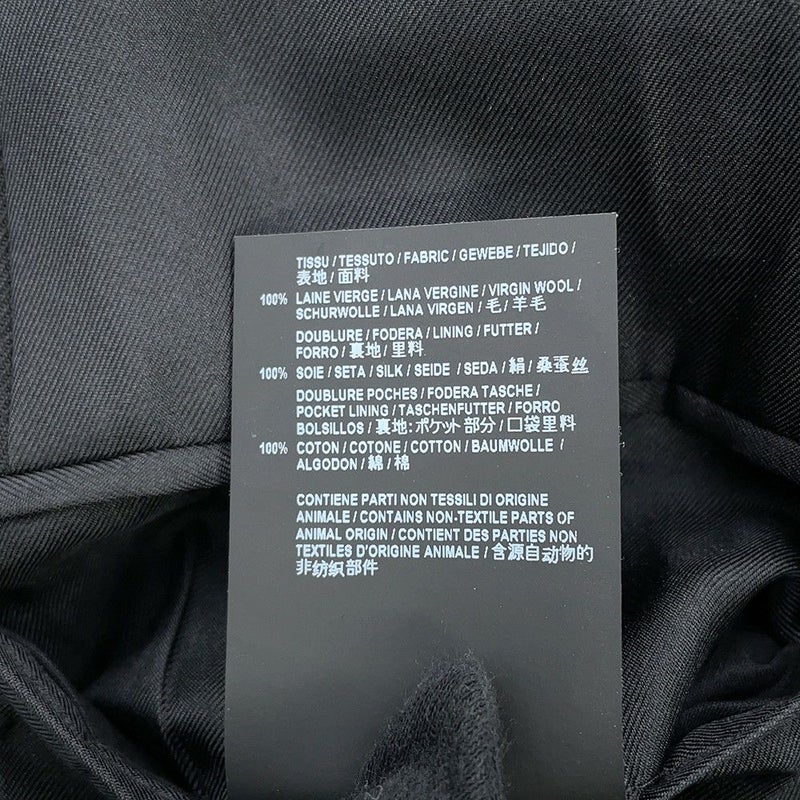 TISSU / TESSUTO / FABRIC / GEWEBE / TEJIDO /
表地 / 面料
100% LAINE VIERGE / LANA VERGINE / VIRGIN WOOL /
SCHURWOLLE / LANA VIRGEN / 毛 / 羊毛
DOUBLURE / FODERA / LINING / FUTTER /
FORRO / 裏地 / 里料
100% SOIE / SETA / SILK / SEIDE / SEDA / 絹 / 桑蚕丝
DOUBLURE POCHES / FODERA TASCHE /
POCKET LINING / TASCHENFUTTER / FORRO
BOLSILLOS / 裏地:ポケット部分 / 口袋里料
100% COTON / COTONE / COTTON / BAUMWOLLE /
ALGODON / 綿 / 棉
CONTIENE PARTI NON TESSILI DI ORIGINE
ANIMALE / CONTAINS NON-TEXTILE PARTS OF
ANIMAL ORIGIN / CONTIENT DES PARTIES NON
TEXTILES D'ORIGINE ANIMALE / 含源自动物的
非纺织部件